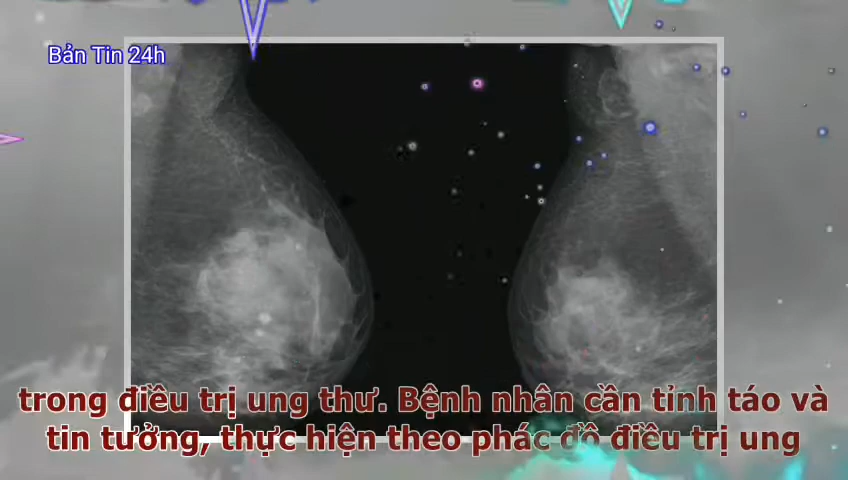 Bản Tin 24h
trong điều trị ung thư. Bệnh nhân cần tỉnh táo và
tin tưởng, thực hiện theo phác đồ điều trị ung